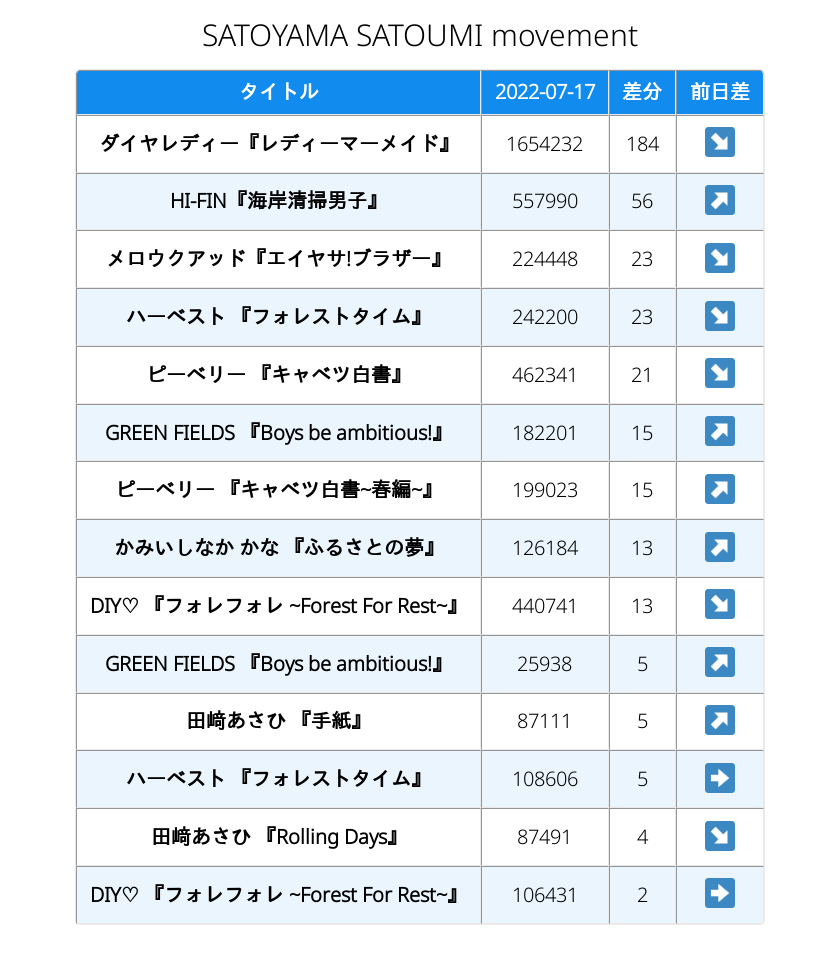 SATOYAMA SATOUMI movement
タイトル 2022-07-17 差分 前日差
ダイヤレディー『レディーマーメイド』 1654232 184 ↘
HI-FIN『海岸清掃男子』 557990 56 ↗
メロウクアッド『エイヤサ!ブラザー』 224448 23 ↘
ハーベスト 『フォレストタイム』 242200 23 ↘
ピーベリー 『キャベツ白書』 462341 21 ↘
GREEN FIELDS 『Boys be ambitious!』 182201 15 ↗
ピーベリー 『キャベツ白書~春編~』 199023 15 ↗
かみいしなか かな 『ふるさとの夢』 126184 13 ↗
DIY♡ 『フォレフォレ ~Forest For Rest~』 440741 13 ↘
GREEN FIELDS 『Boys be ambitious!』 25938 5 ↗
田﨑あさひ 『手紙』 87111 5 ↗
ハーベスト 『フォレストタイム』 108606 5 ➡
田﨑あさひ 『Rolling Days』 87491 4 ↘
DIY♡ 『フォレフォレ ~Forest For Rest~』 106431 2 ➡